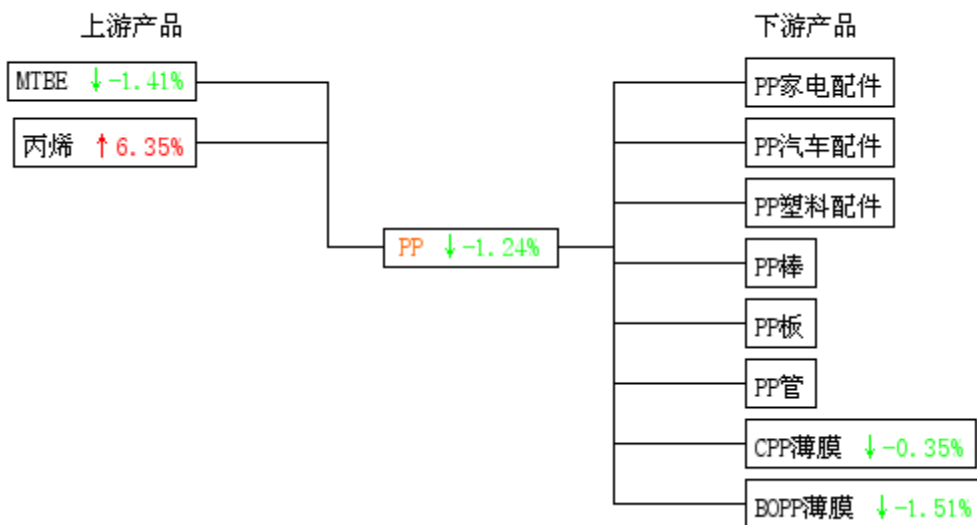 上游产品
下游产品
MTBE ↓-1.41%
丙烯 ↑6.35%
PP ↓-1.24%
PP家电配件
PP汽车配件
PP塑料配件
PP棒
PP板
PP管
CPP薄膜 ↓-0.35%
BOPP薄膜 ↓-1.51%